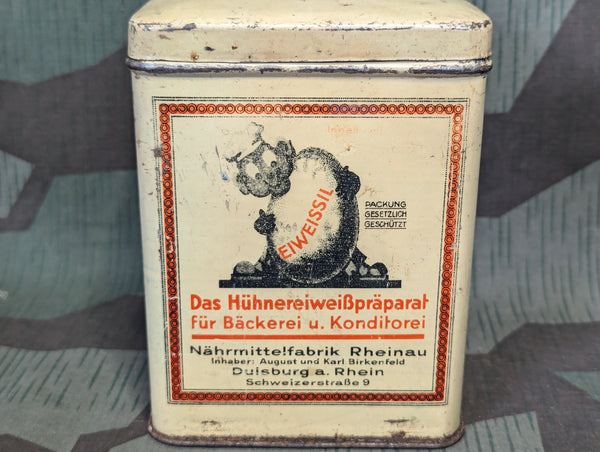 EIWEISSIL
PACKUNG
GESETZLICH
GESCHÜTZT
Das Hühnereiweißpräparat
für Bäckerei u. Konditorei
Nährmittelfabrik Rheinau
Inhaber: August und Karl Birkenfeld
Duisburg a. Rhein
Schweizerstraße 9